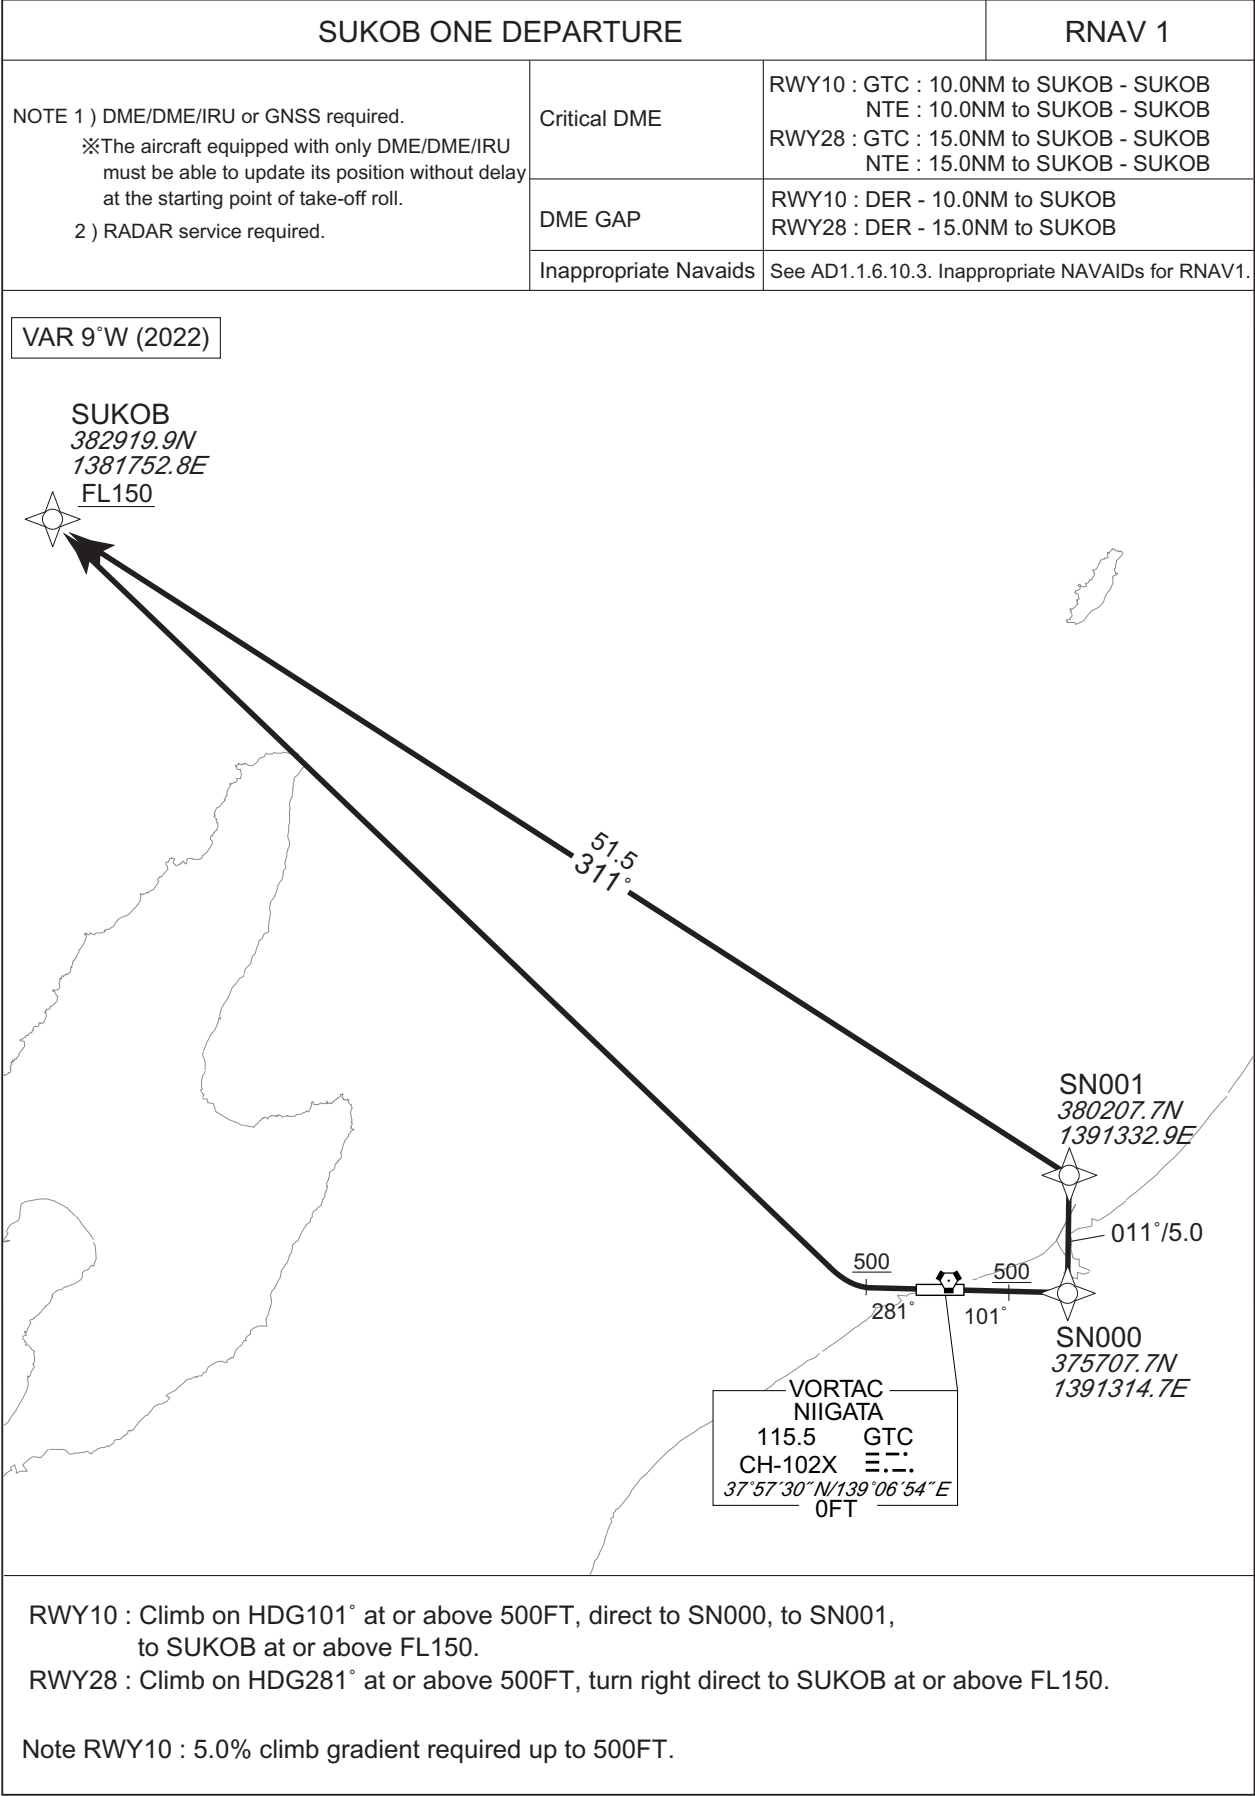 SUKOB ONE DEPARTURE
RNAV 1
NOTE 1 ) DME/DME/IRU or GNSS required.
※The aircraft equipped with only DME/DME/IRU
must be able to update its position without delay
at the starting point of take-off roll.
2 ) RADAR service required.
Critical DME
RWY10 : GTC : 10.0NM to SUKOB - SUKOB
NTE : 10.0NM to SUKOB - SUKOB
RWY28 : GTC : 15.0NM to SUKOB - SUKOB
NTE : 15.0NM to SUKOB - SUKOB
DME GAP
RWY10 : DER - 10.0NM to SUKOB
RWY28 : DER - 15.0NM to SUKOB
Inappropriate Navaids
See AD1.1.6.10.3. Inappropriate NAVAIDs for RNAV1.
VAR 9˚W (2022)
SUKOB
382919.9N
1381752.8E
FL150
51.5
311˚
SN001
380207.7N
1391332.9E
011˚/5.0
500
281˚
500
101˚
SN000
375707.7N
1391314.7E
VORTAC
NIIGATA
115.5 GTC
CH-102X
37˚57´30˝N/139˚06´54˝E
0FT
RWY10 : Climb on HDG101˚ at or above 500FT, direct to SN000, to SN001,
to SUKOB at or above FL150.
RWY28 : Climb on HDG281˚ at or above 500FT, turn right direct to SUKOB at or above FL150.
Note RWY10 : 5.0% climb gradient required up to 500FT.